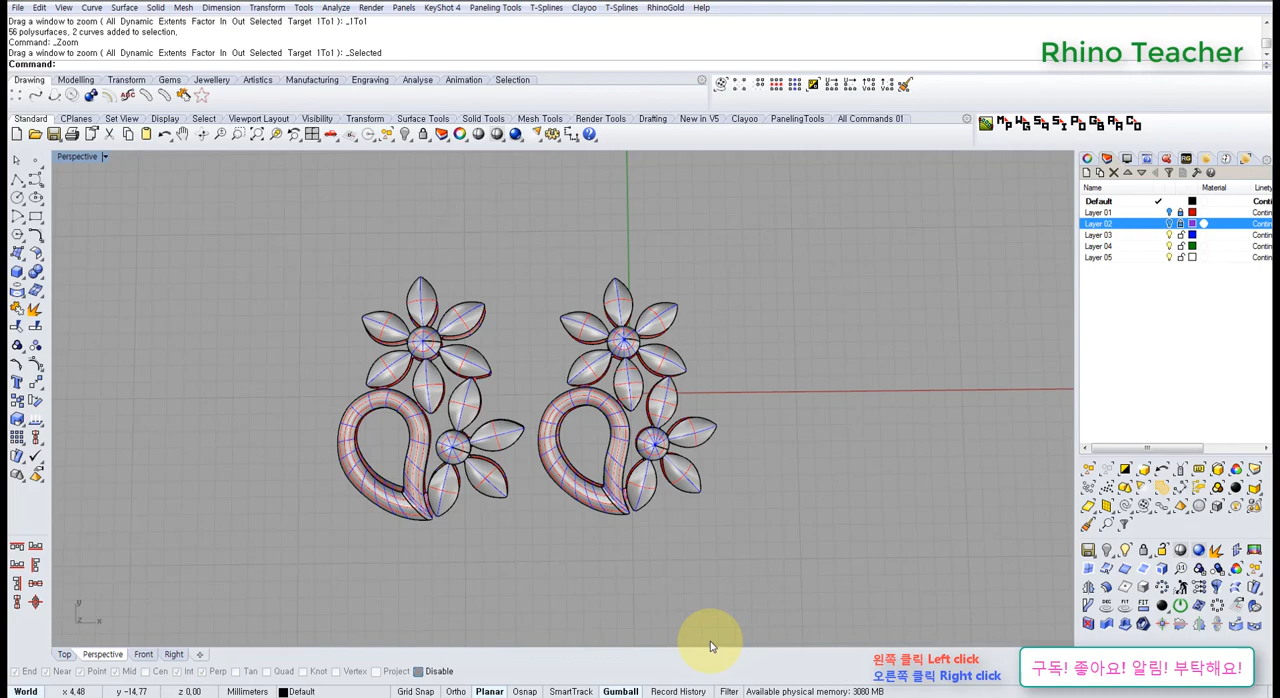 File Edit View Curve Surface Solid Mesh Dimension Transform Tools Analyze Render Panels KeyShot 4 Paneling Tools T-Splines Clayoo T-Splines RhinoGold Help
Drag a window to zoom ( All Dynamic Extents Factor In Out Selected Target 1To1 ) _1To1
56 polysurfaces, 2 curves added to selection,
Command: _Zoom
Drag a window to zoom ( All Dynamic Extents Factor In Out Selected Target 1To1 ) _Selected
Command:
Rhino Teacher
Drawing Modelling Transform Gems Jewellery Artistics Manufacturing Engraving Analyse Animation Selection
Standard CPlanes Set View Display Select Viewport Layout Visibility Transform Surface Tools Solid Tools Mesh Tools Render Tools Drafting New in V5 Clayoo PanelingTools All Commands 01
Perspective
Name Material Linety
Default Conti
Layer 01 Contin
Layer 02 Contin
Layer 03 Contin
Layer 04 Contin
Layer 05 Contin
y
z x
Top Perspective Front Right
End Near Point Mid Cen Int Perp Tan Quad Knot Vertex Project Disable
왼쪽 클릭 Left click
오른쪽 클릭 Right click
구독! 좋아요! 알림! 부탁해요!
World x 4,48 y -14,77 z 0,00 Millimeters Default Grid Snap Ortho Planar Osnap SmartTrack Gumball Record History Filter Available physical memory: 3080 MB